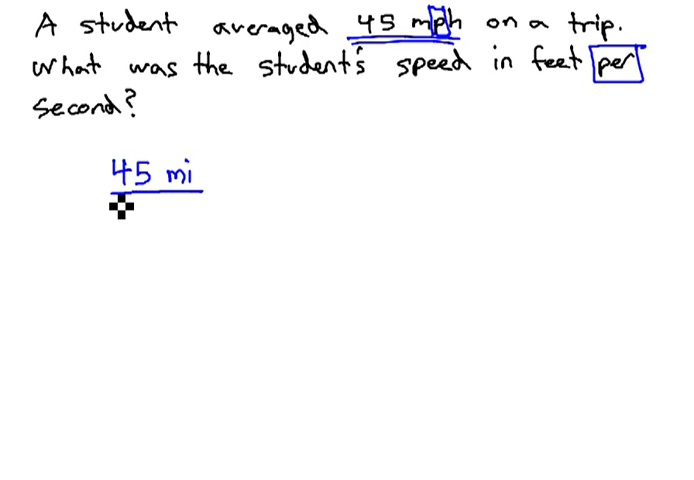 A student averaged 45 mph on a trip.
What was the student's speed in feet per
second?
45 mi